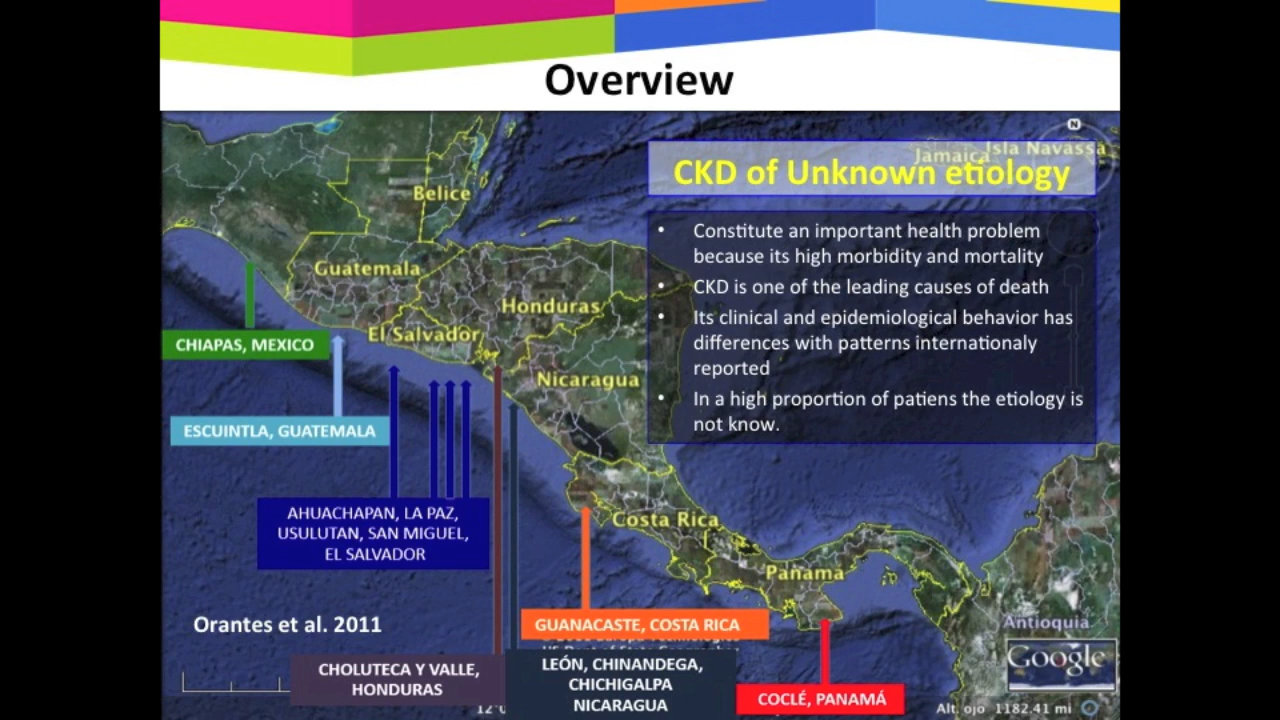 Overview
N
Jamaica
Isla Navassa
CKD of Unknown etiology
Belice
• Constitute an important health problem
because its high morbidity and mortality
• CKD is one of the leading causes of death
• Its clinical and epidemiological behavior has
differences with patterns internationaly
reported
• In a high proportion of patiens the etiology is
not know.
Guatemala
Honduras
El Salvador
CHIAPAS, MEXICO
Nicaragua
ESCUINTLA, GUATEMALA
AHUACHAPAN, LA PAZ,
USULUTAN, SAN MIGUEL,
EL SALVADOR
Costa Rica
Panama
Orantes et al. 2011
GUANACASTE, COSTA RICA
Antioquia
Google
CHOLUTECA Y VALLE,
HONDURAS
LEÓN, CHINANDEGA,
CHICHIGALPA
NICARAGUA
COCLÉ, PANAMÁ
Alt. ojo 1182.41 mi